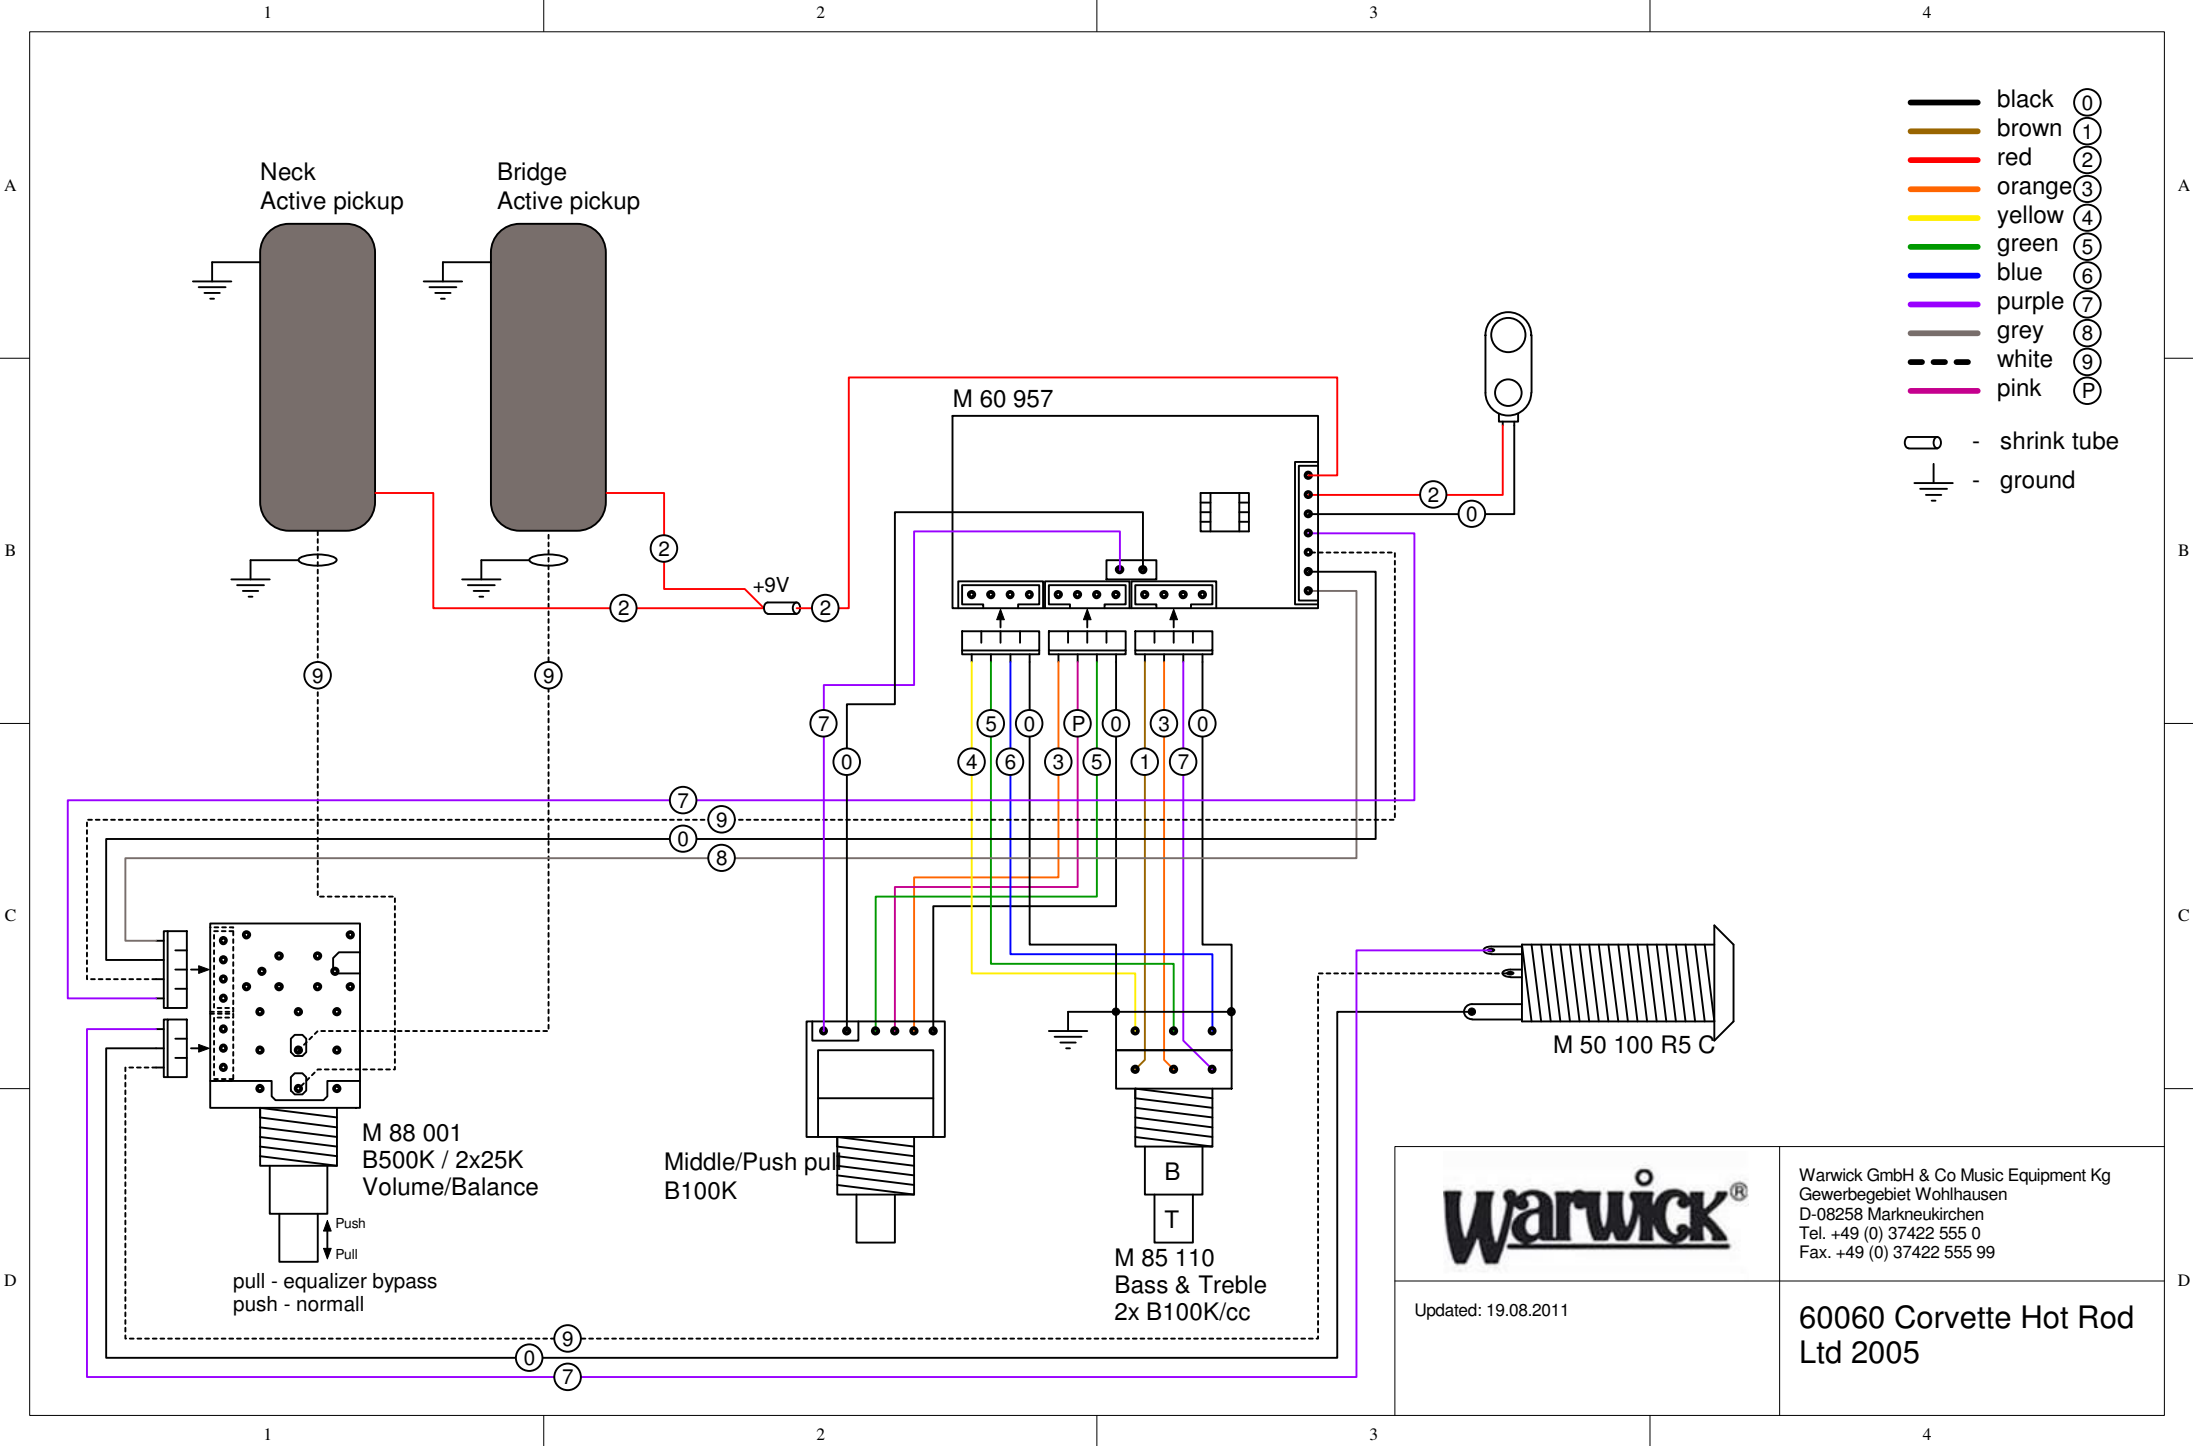 1 2 3 4
A A
B B
C C
D D
1 2 3 4
Neck
Active pickup
Bridge
Active pickup
black 0
brown 1
red 2
orange 3
yellow 4
green 5
blue 6
purple 7
grey 8
white 9
pink P
- shrink tube
- ground
M 60 957
2
0
2
+9V
2
2
9
9
7
5
0
P
0
3
0
0
4
6
3
5
1
7
7
9
0
8
M 88 001
B500K / 2x25K
Volume/Balance
Push
Pull
pull - equalizer bypass
push - normall
Middle/Push pull
B100K
B
T
M 85 110
Bass & Treble
2x B100K/cc
M 50 100 R5 C
9
0
7
warwick®
Warwick GmbH & Co Music Equipment Kg
Gewerbegebiet Wohlhausen
D-08258 Markneukirchen
Tel. +49 (0) 37422 555 0
Fax. +49 (0) 37422 555 99
Updated: 19.08.2011
60060 Corvette Hot Rod
Ltd 2005